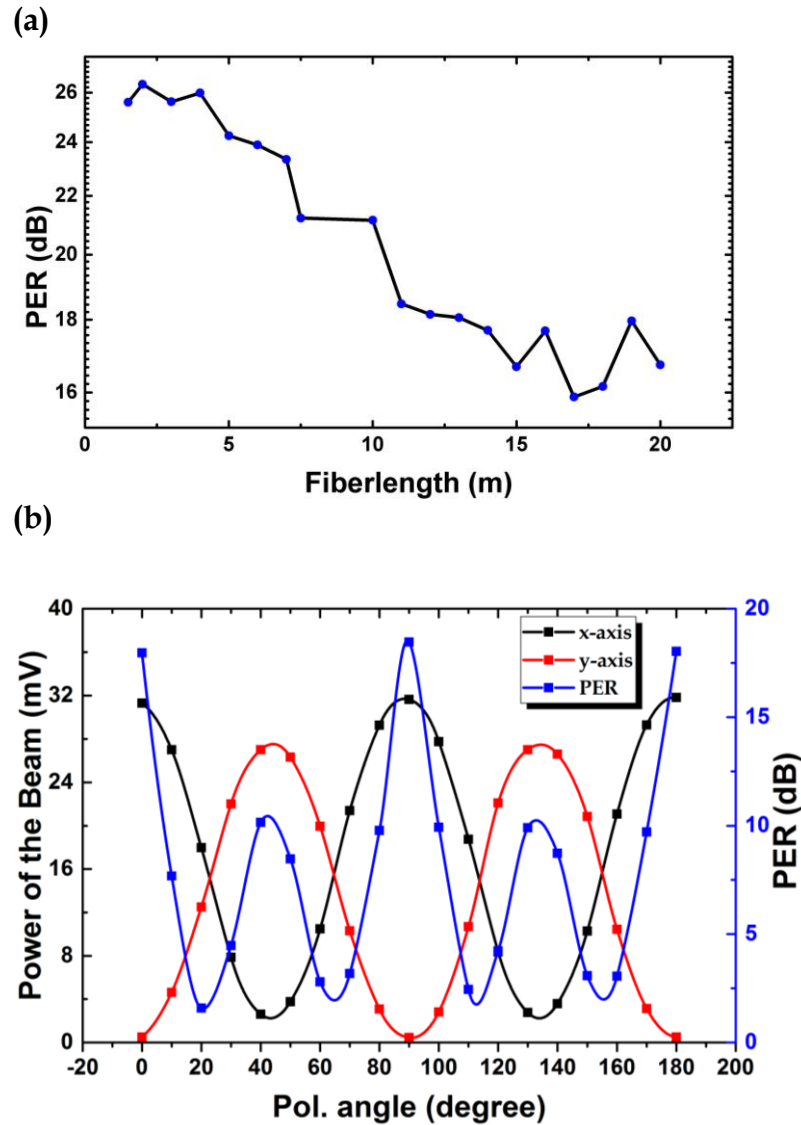 (a)
26
24
22
20
18
16
PER (dB)
0 5 10 15 20
Fiberlength (m)
(b)
40
32
24
16
8
0
Power of the Beam (mV)
x-axis
y-axis
PER
20
15
10
5
0
PER (dB)
-20 0 20 40 60 80 100 120 140 160 180 200
Pol. angle (degree)